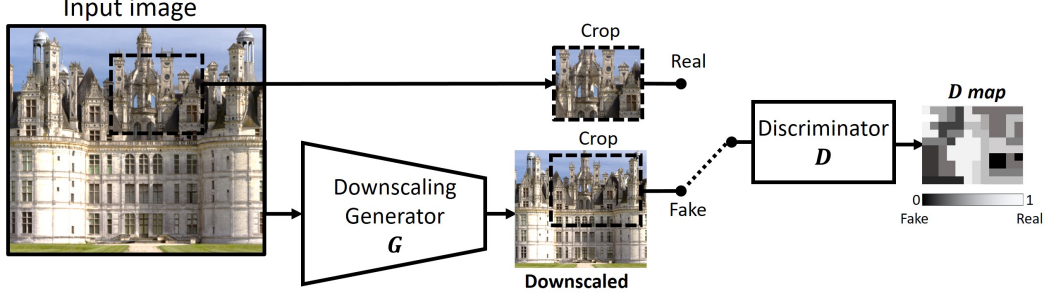 Input image
Crop
Real
Downscaling
Generator
G
Crop
Fake
Downscaled
Discriminator
D
D map
0 1
Fake Real